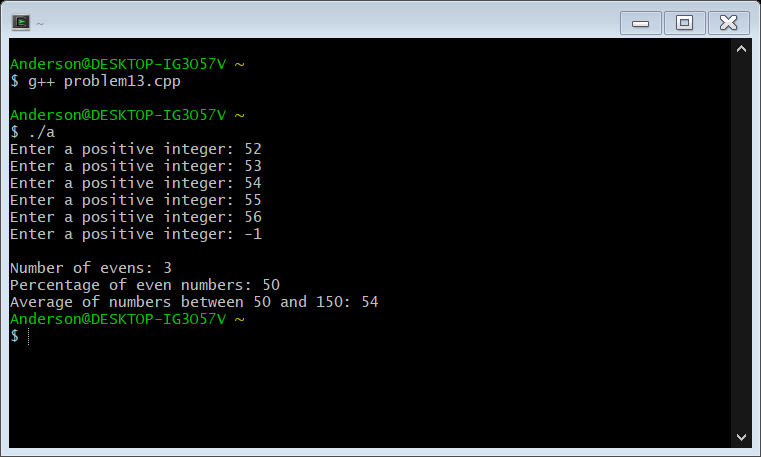 ~
Anderson@DESKTOP-IG3O57V ~
$ g++ problem13.cpp
Anderson@DESKTOP-IG3O57V ~
$ ./a
Enter a positive integer: 52
Enter a positive integer: 53
Enter a positive integer: 54
Enter a positive integer: 55
Enter a positive integer: 56
Enter a positive integer: -1
Number of evens: 3
Percentage of even numbers: 50
Average of numbers between 50 and 150: 54
Anderson@DESKTOP-IG3O57V ~
$